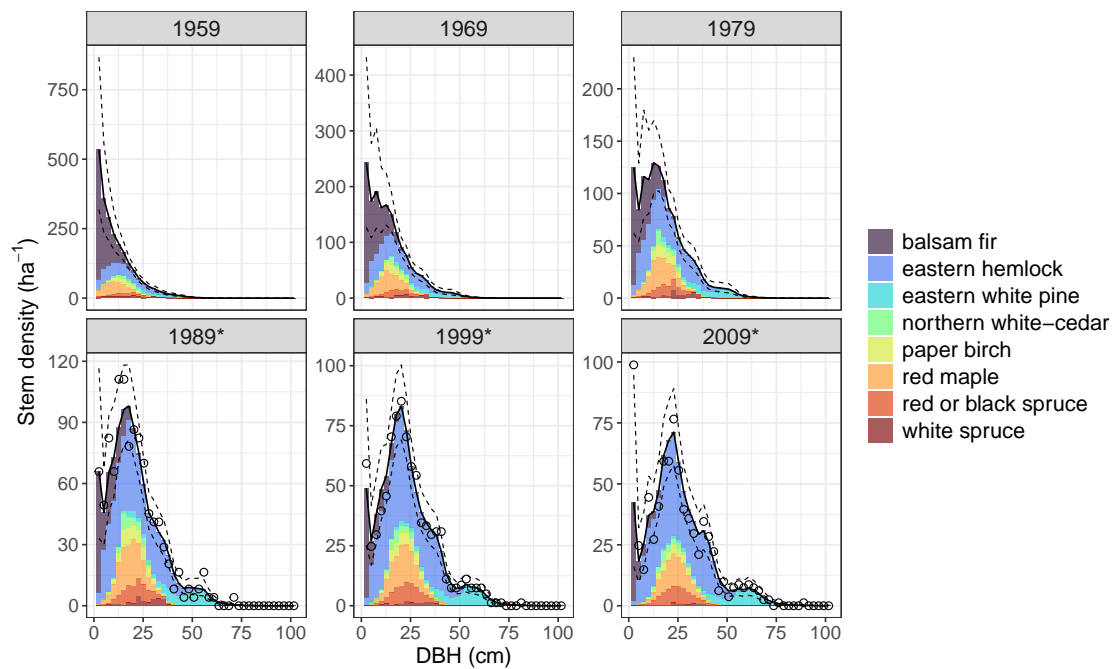 1959 1969 1979
750
500
250
0
400
300
200
100
0
200
150
100
50
0
Stem density (ha⁻¹)
1989* 1999* 2009*
120
90
60
30
0
100
75
50
25
0
100
75
50
25
0
0 25 50 75 100
0 25 50 75 100
0 25 50 75 100
DBH (cm)
balsam fir
eastern hemlock
eastern white pine
northern white−cedar
paper birch
red maple
red or black spruce
white spruce